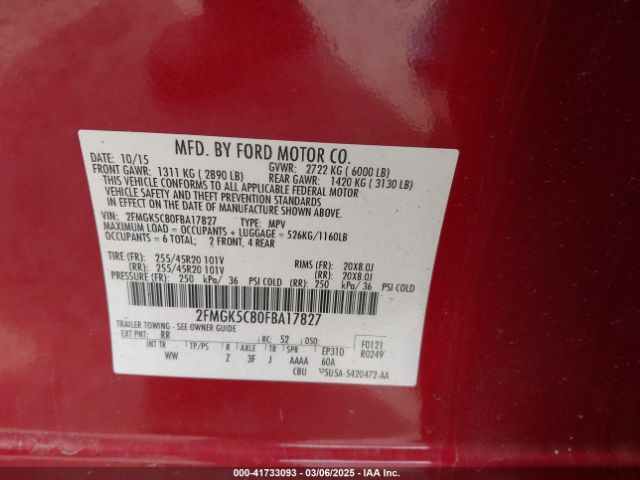 MFD. BY FORD MOTOR CO.
DATE: 10/15 GVWR: 2722 KG ( 6000 LB)
FRONT GAWR: 1311 KG ( 2890 LB) REAR GAWR: 1420 KG ( 3130 LB)
THIS VEHICLE CONFORMS TO ALL APPLICABLE FEDERAL MOTOR
VEHICLE SAFETY AND THEFT PREVENTION STANDARDS
IN EFFECT ON THE DATE OF MANUFACTURE SHOWN ABOVE.
VIN: 2FMGK5C80FBA17827 TYPE: MPV
MAXIMUM LOAD = OCCUPANTS + LUGGAGE = 526KG/1160LB
OCCUPANTS = 6 TOTAL; 2 FRONT, 4 REAR
TIRE (FR): 255/45R20 101V RIMS (FR): 20X8.0J
(RR): 255/45R20 101V (RR): 20X8.0J
PRESSURE (FR): 250 kPa/ 36 PSI COLD (RR): 250 kPa/ 36 PSI COLD
2FMGK5C80FBA17827
TRAILER TOWING - SEE OWNER GUIDE
EXT PNT: RR RC: 52 DSO: F0121
INT TR TP/PS R AXLE TR SPR EP31D R0249
WW Z 3F J AAAA 60A
CBU 5U5A-5420472-AA
000-41733093 - 03/06/2025 - IAA Inc.